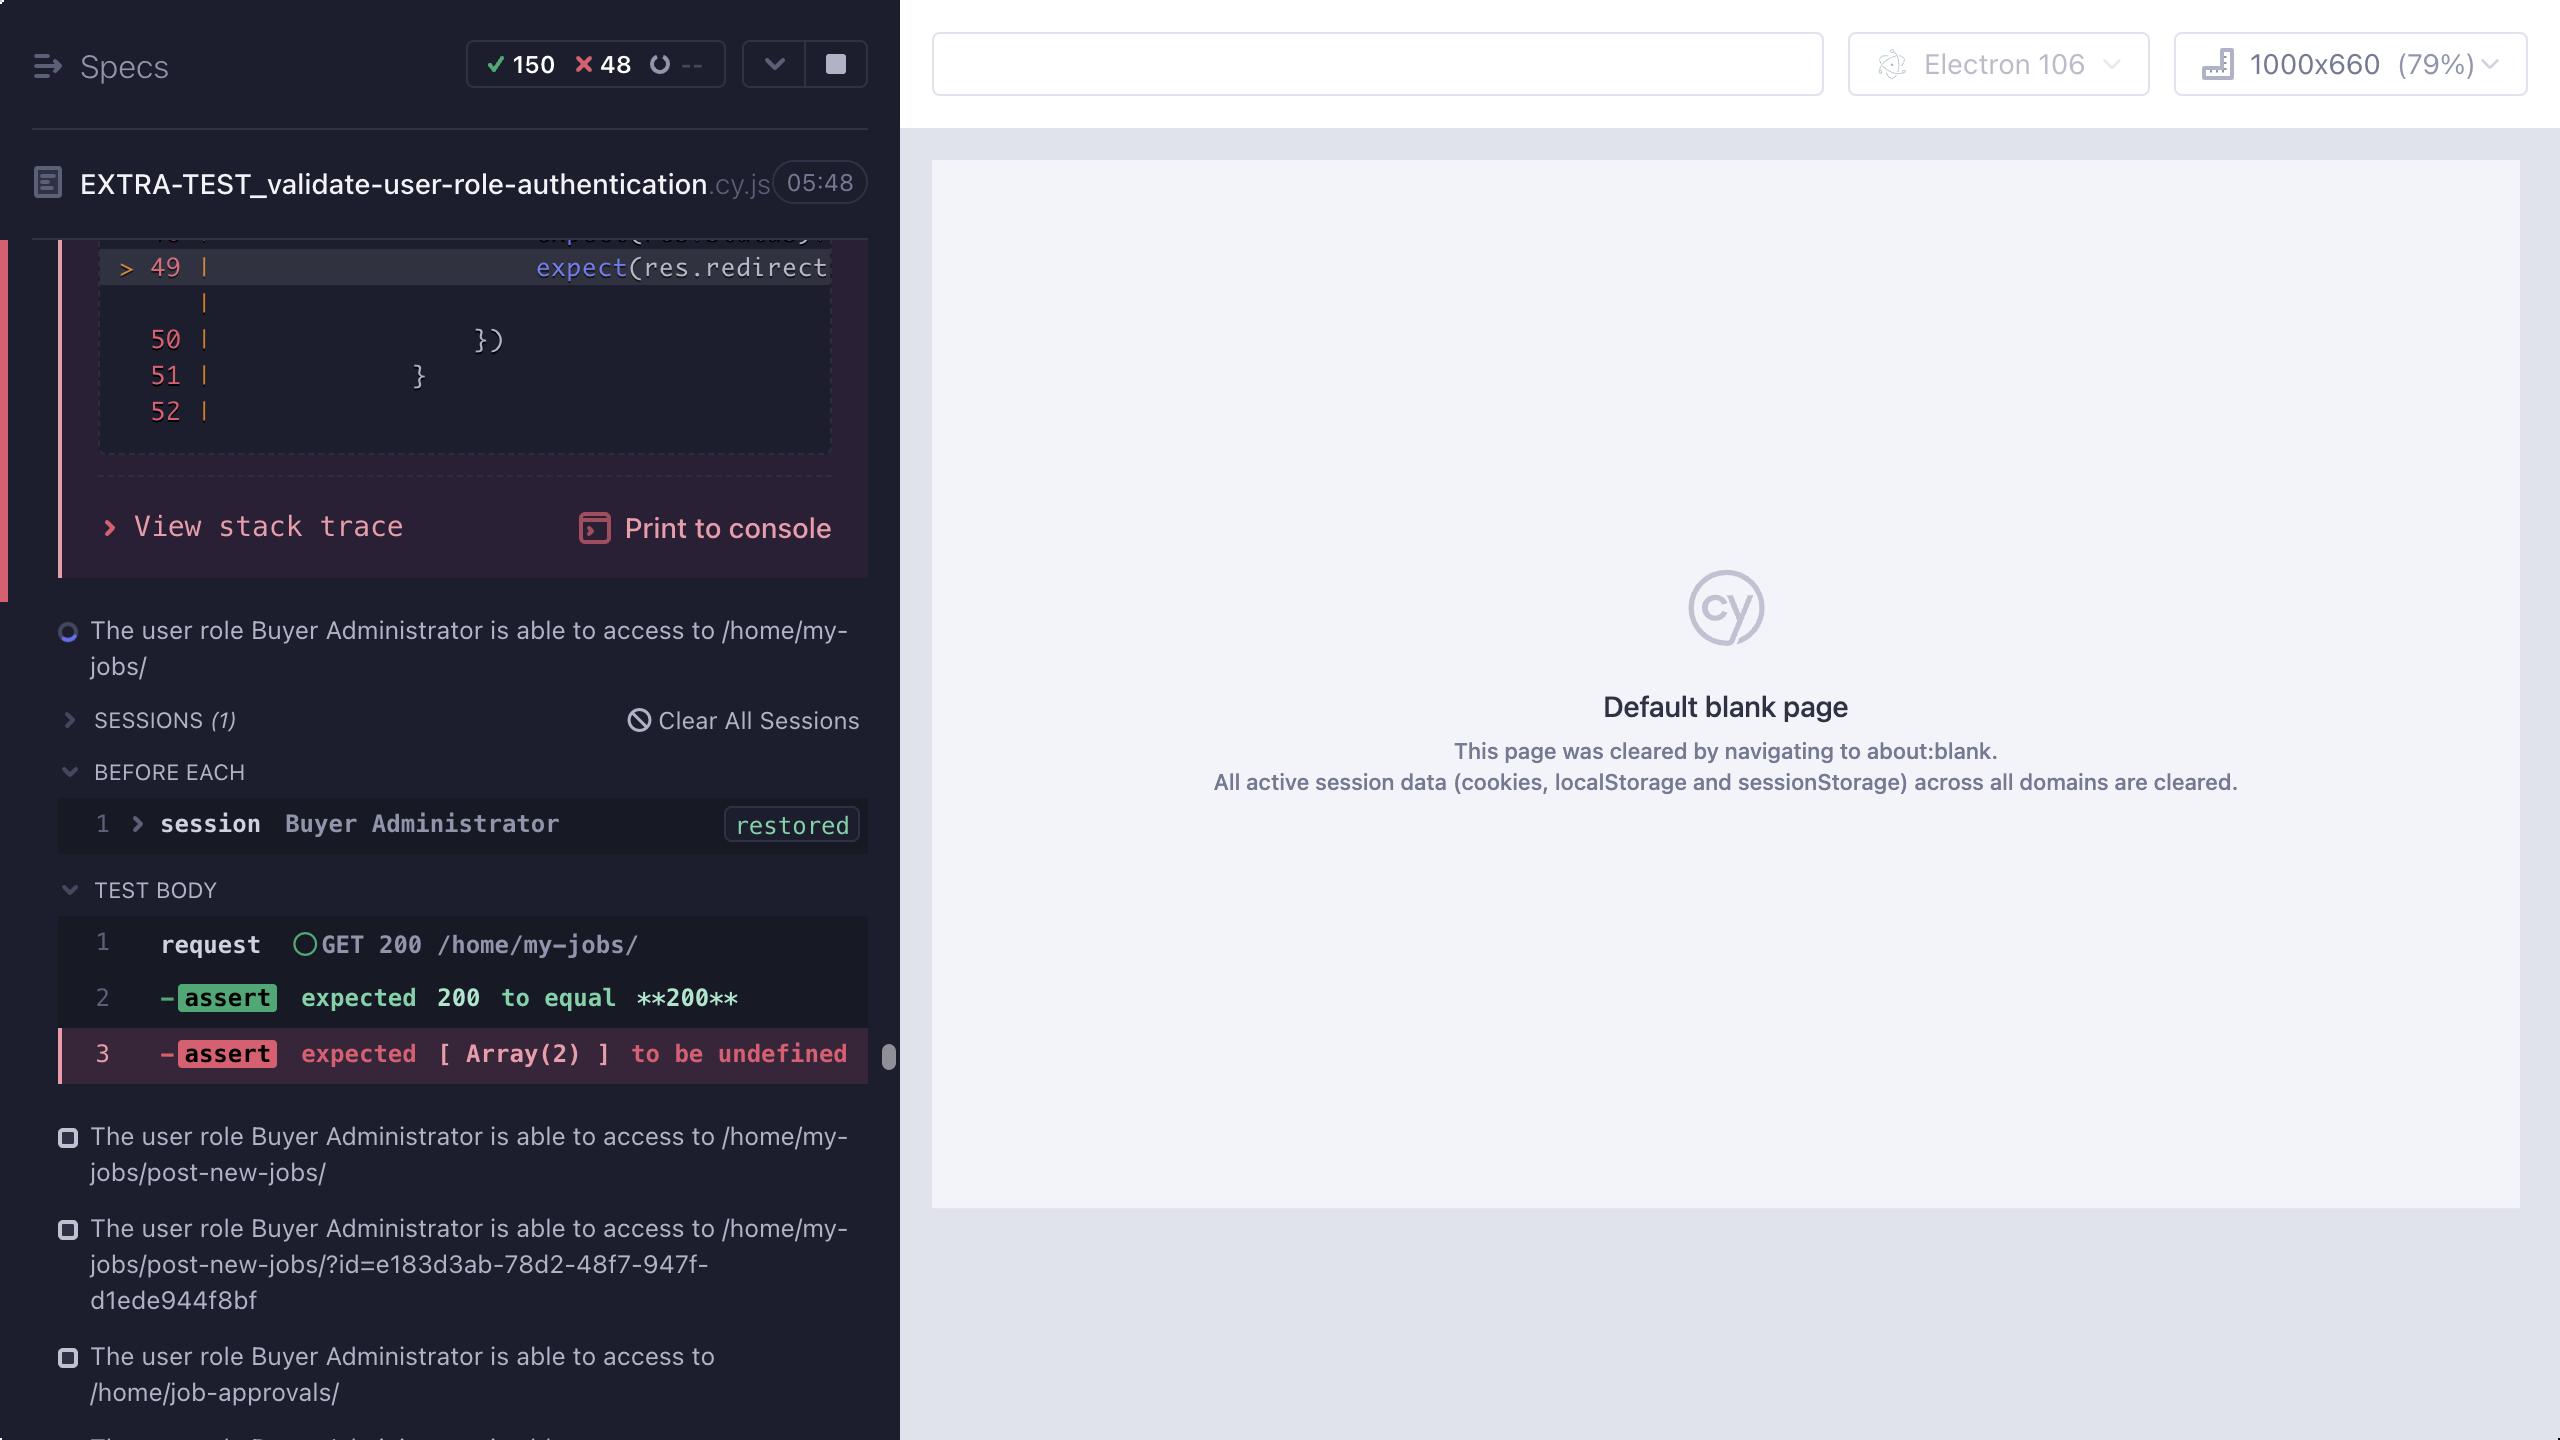 Specs
150 48 --
EXTRA-TEST_validate-user-role-authentication.cy.js 05:48
> 49 | expect(res.redirect
|
50 | })
51 | }
52 |
View stack trace
Print to console
The user role Buyer Administrator is able to access to /home/my-
jobs/
SESSIONS (1)
Clear All Sessions
BEFORE EACH
1 session Buyer Administrator restored
TEST BODY
1 request GET 200 /home/my-jobs/
2 -assert expected 200 to equal **200**
3 -assert expected [ Array(2) ] to be undefined
The user role Buyer Administrator is able to access to /home/my-
jobs/post-new-jobs/
The user role Buyer Administrator is able to access to /home/my-
jobs/post-new-jobs/?id=e183d3ab-78d2-48f7-947f-
d1ede944f8bf
The user role Buyer Administrator is able to access to
/home/job-approvals/
Electron 106
1000x660 (79%)
cy
Default blank page
This page was cleared by navigating to about:blank.
All active session data (cookies, localStorage and sessionStorage) across all domains are cleared.